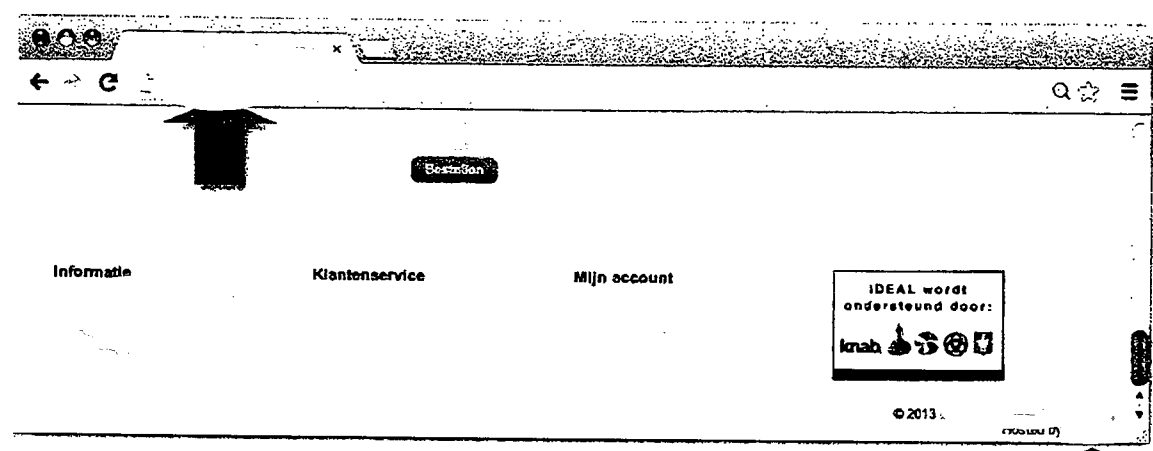 Bestellen
Informatie
Klantenservice
Mijn account
iDEAL wordt
ondersteund door:
knab
© 2013